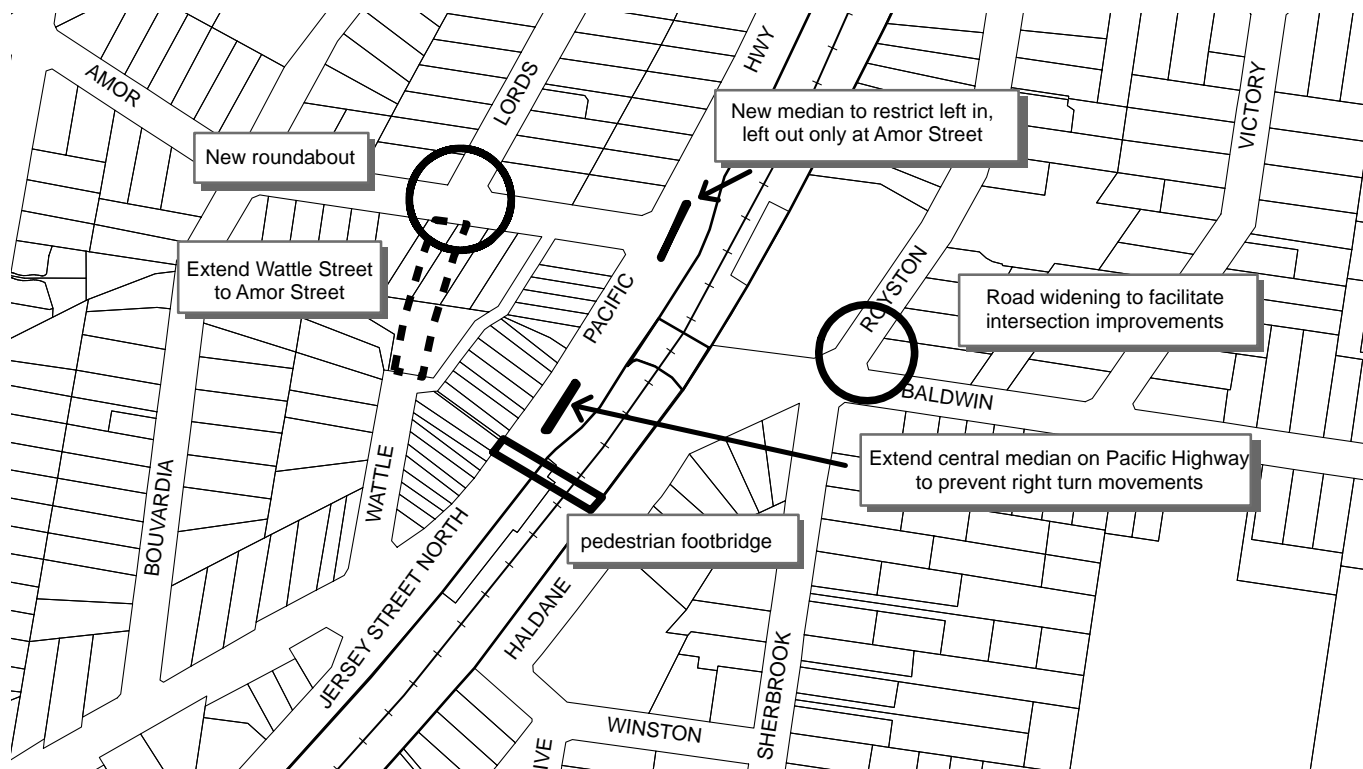 HWY
LORDS
AMOR
VICTORY
New median to restrict left in,
left out only at Amor Street
New roundabout
Extend Wattle Street
to Amor Street
PACIFIC
ROYSTON
Road widening to facilitate
intersection improvements
BALDWIN
Extend central median on Pacific Highway
to prevent right turn movements
WATTLE
BOUVARDIA
pedestrian footbridge
JERSEY STREET NORTH
HALDANE
SHERBROOK
WINSTON
IVE